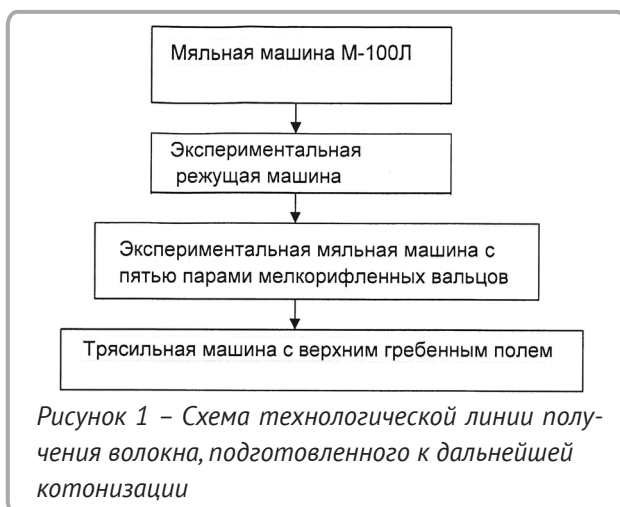 Мяльная машина М-100Л
Экспериментальная
режущая машина
Экспериментальная мяльная машина с
пятью парами мелкорифленных вальцов
Трясильная машина с верхним гребенным полем
Рисунок 1 – Схема технологической линии полу-
чения волокна, подготовленного к дальнейшей
котонизации